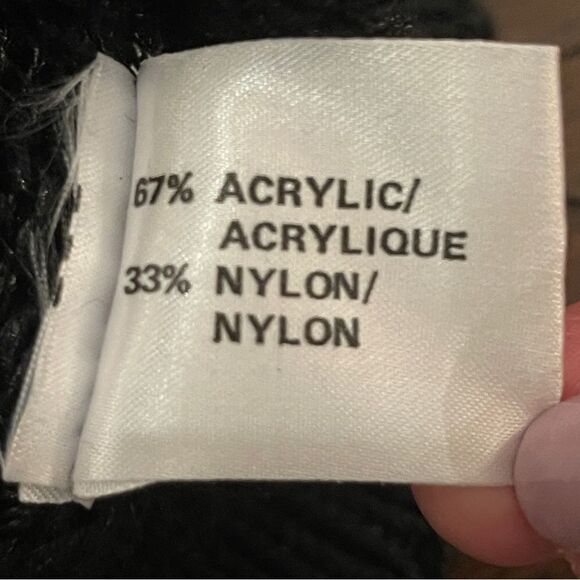 67% ACRYLIC/
ACRYLIQUE
33% NYLON/
NYLON